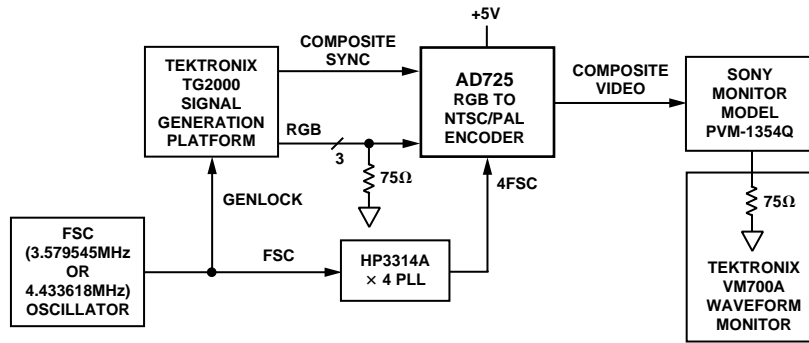 +5V
TEKTRONIX
TG2000
SIGNAL
GENERATION
PLATFORM
COMPOSITE
SYNC
RGB
3
75Ω
GENLOCK
AD725
RGB TO
NTSC/PAL
ENCODER
4FSC
COMPOSITE
VIDEO
SONY
MONITOR
MODEL
PVM-1354Q
75Ω
TEKTRONIX
VM700A
WAVEFORM
MONITOR
FSC
(3.579545MHz
OR
4.433618MHz)
OSCILLATOR
FSC
HP3314A
× 4 PLL